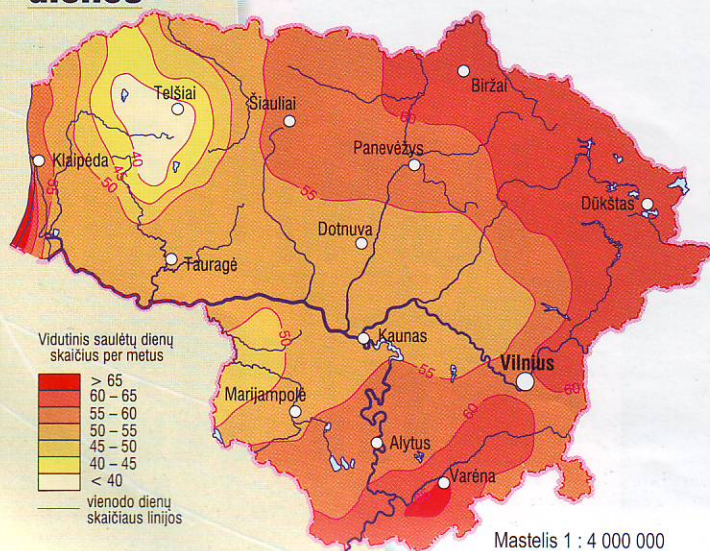 dienos
Telšiai
Šiauliai
Biržai
60
Klaipėda
40
45
50
55
55
Panevėžys
Dūkštas
Dotnuva
Tauragė
50
Kaunas
55
Vilnius
60
Marijampolė
60
Alytus
Varėna
Vidutinis saulėtų dienų
skaičius per metus
> 65
60 – 65
55 – 60
50 – 55
45 – 50
40 – 45
< 40
vienodo dienų
skaičiaus linijos
Mastelis 1 : 4 000 000